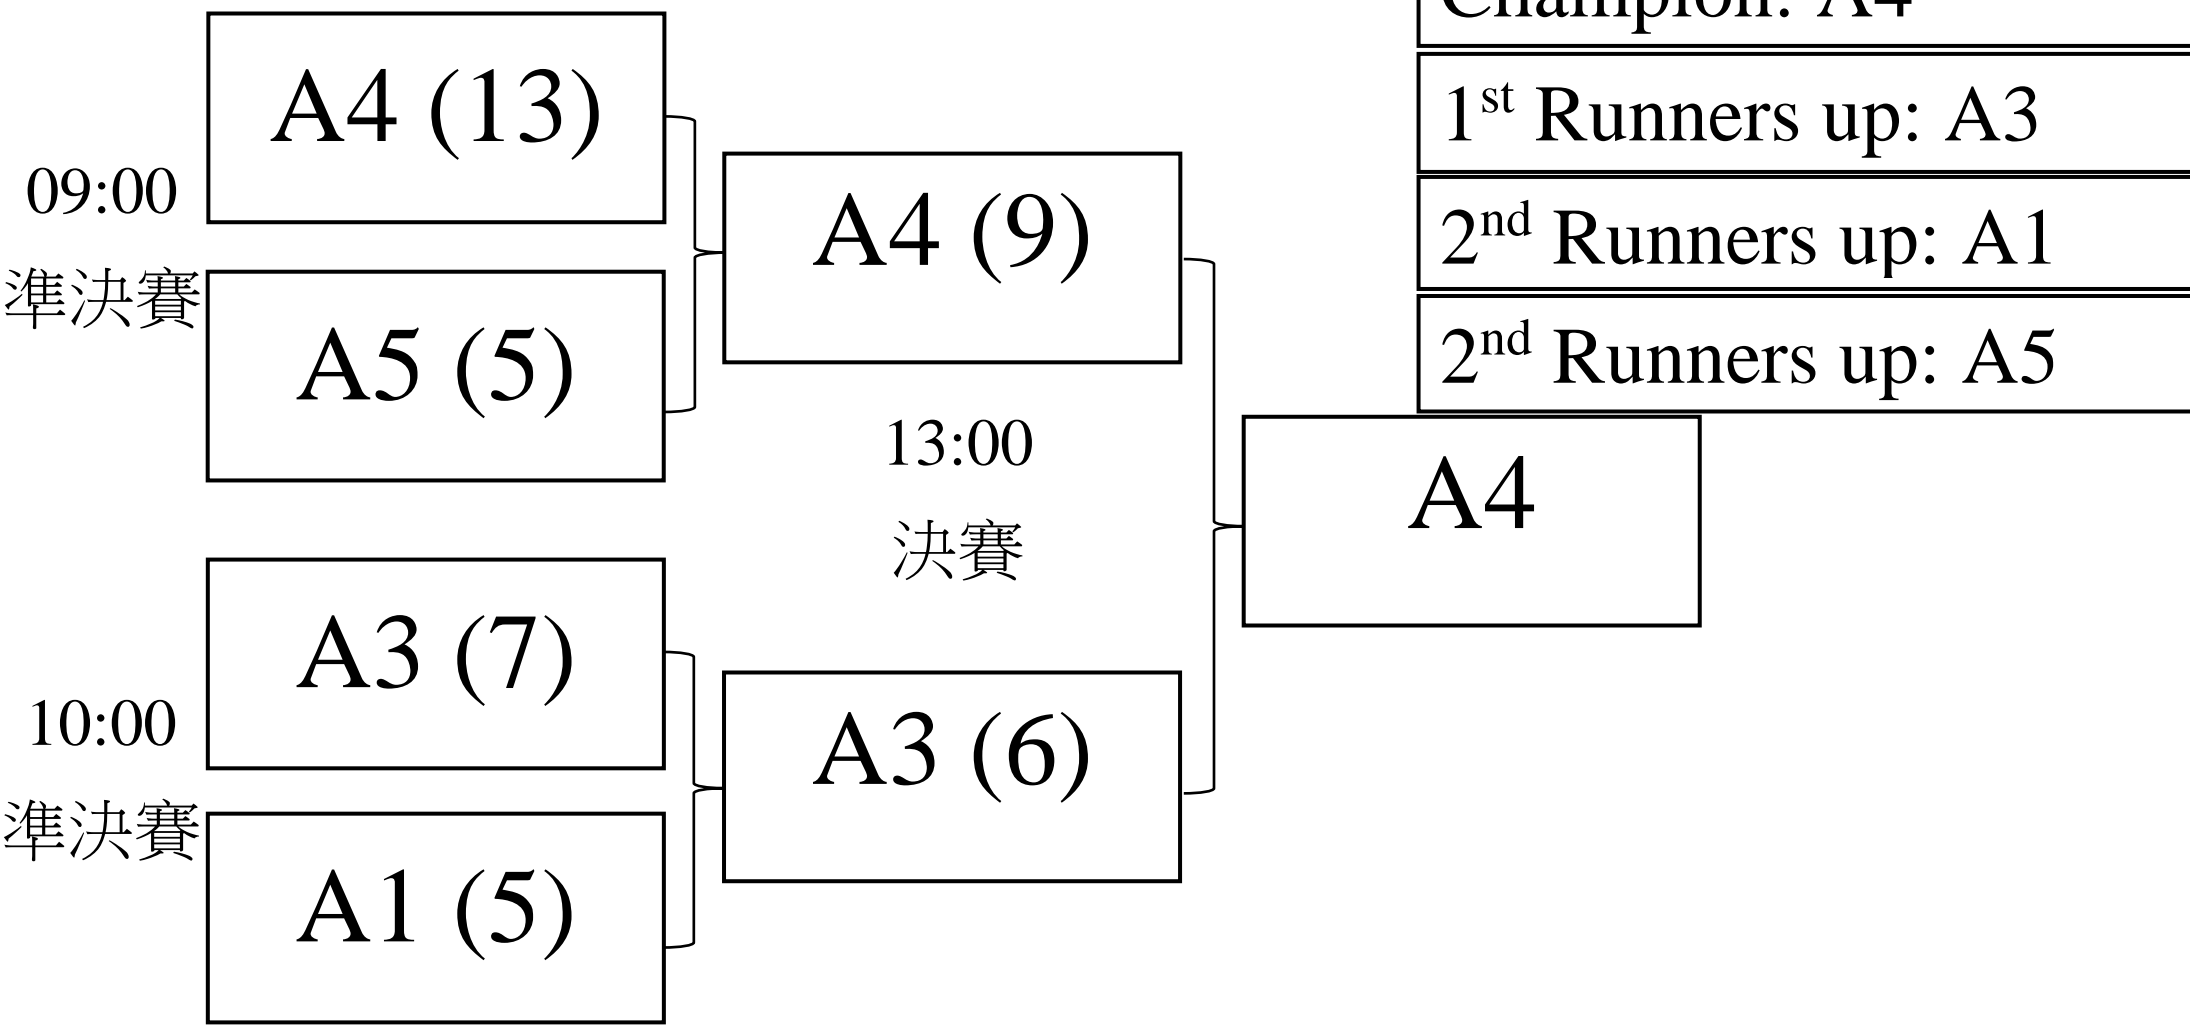 Champion: A4
1st Runners up: A3
2nd Runners up: A1
2nd Runners up: A5
09:00
準決賽
A4 (13)
A5 (5)
10:00
準決賽
A3 (7)
A1 (5)
A4 (9)
13:00
決賽
A3 (6)
A4